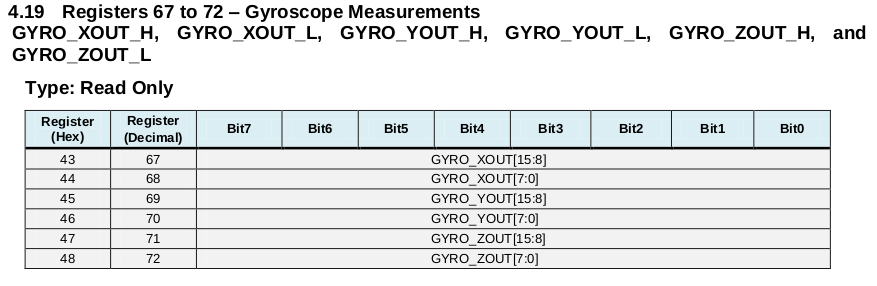 4.19 Registers 67 to 72 – Gyroscope Measurements
GYRO_XOUT_H, GYRO_XOUT_L, GYRO_YOUT_H, GYRO_YOUT_L, GYRO_ZOUT_H, and
GYRO_ZOUT_L
Type: Read Only
Register (Hex) Register (Decimal) Bit7 Bit6 Bit5 Bit4 Bit3 Bit2 Bit1 Bit0
43 67 GYRO_XOUT[15:8]
44 68 GYRO_XOUT[7:0]
45 69 GYRO_YOUT[15:8]
46 70 GYRO_YOUT[7:0]
47 71 GYRO_ZOUT[15:8]
48 72 GYRO_ZOUT[7:0]